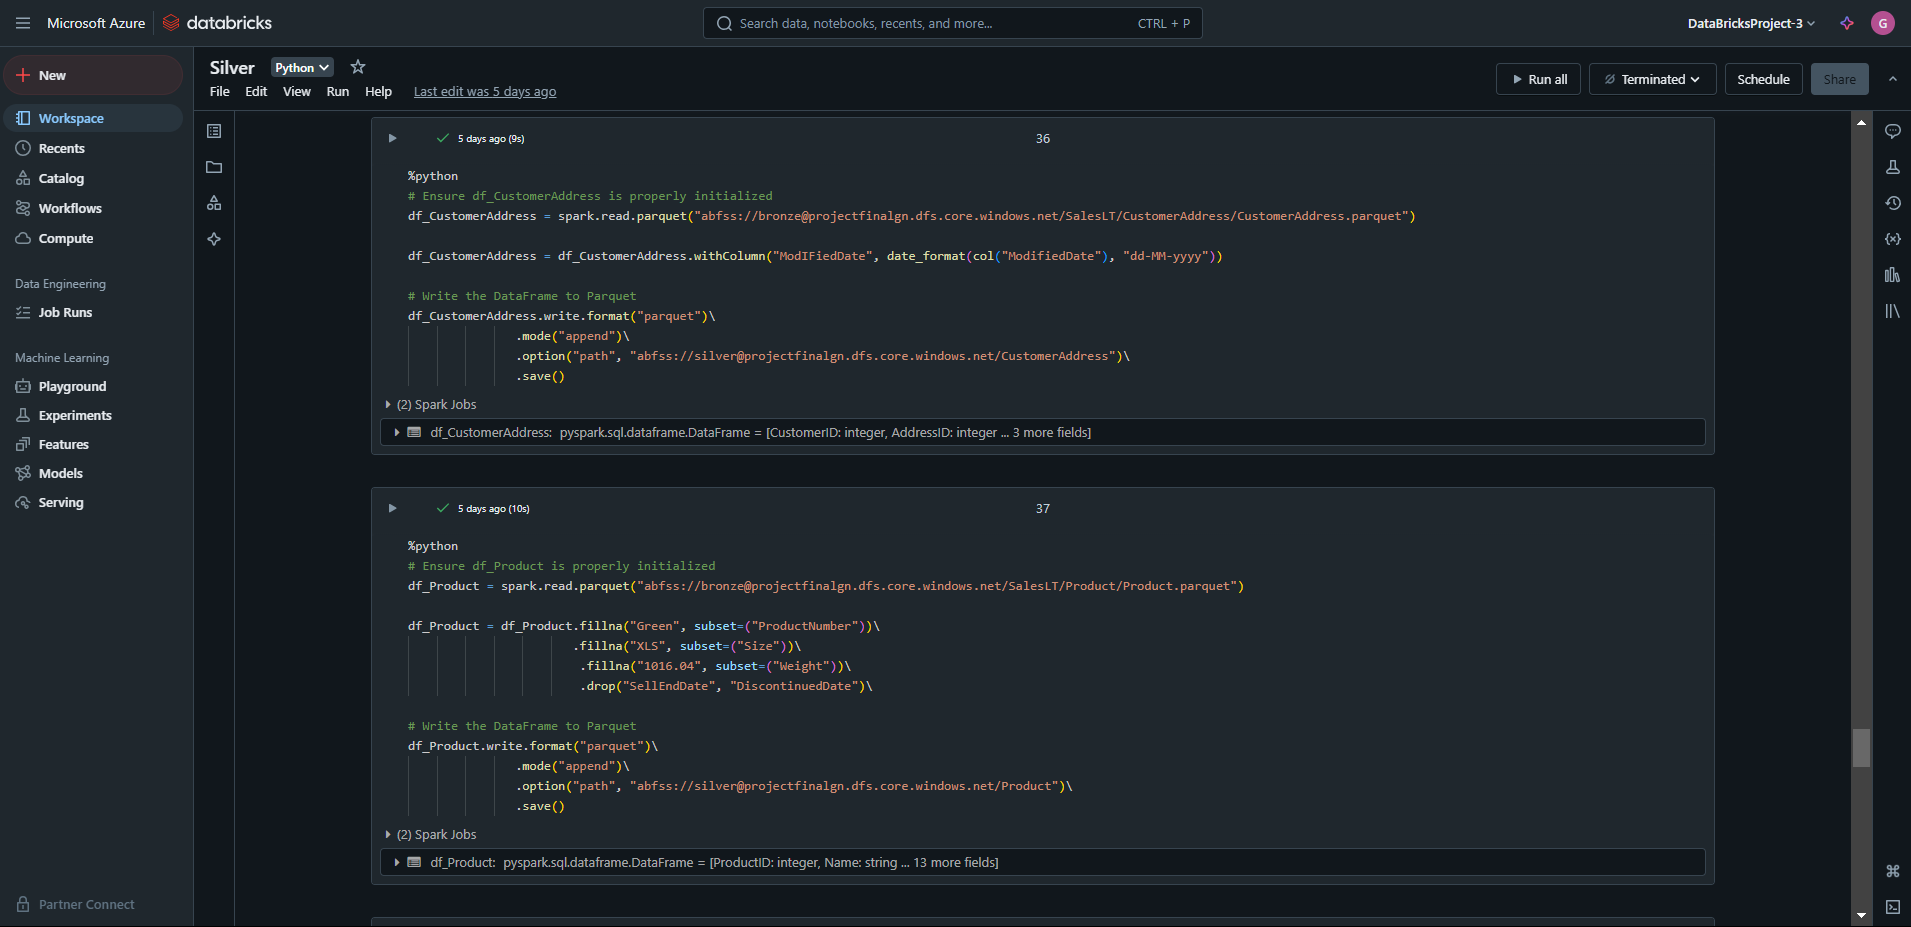 Microsoft Azure databricks
Search data, notebooks, recents, and more... CTRL + P
DataBricksProject-3 G
New
Workspace
Recents
Catalog
Workflows
Compute
Data Engineering
Job Runs
Machine Learning
Playground
Experiments
Features
Models
Serving
Partner Connect
Silver Python
File Edit View Run Help Last edit was 5 days ago
Run all Terminated Schedule Share
5 days ago (9s) 36
%python
# Ensure df_CustomerAddress is properly initialized
df_CustomerAddress = spark.read.parquet("abfss://bronze@projectfinalgn.dfs.core.windows.net/SalesLT/CustomerAddress/CustomerAddress.parquet")
df_CustomerAddress = df_CustomerAddress.withColumn("ModIFiedDate", date_format(col("ModifiedDate"), "dd-MM-yyyy"))
# Write the DataFrame to Parquet
df_CustomerAddress.write.format("parquet")\
.mode("append")\
.option("path", "abfss://silver@projectfinalgn.dfs.core.windows.net/CustomerAddress")\
.save()
(2) Spark Jobs
df_CustomerAddress: pyspark.sql.dataframe.DataFrame = [CustomerID: integer, AddressID: integer ... 3 more fields]
5 days ago (10s) 37
%python
# Ensure df_Product is properly initialized
df_Product = spark.read.parquet("abfss://bronze@projectfinalgn.dfs.core.windows.net/SalesLT/Product/Product.parquet")
df_Product = df_Product.fillna("Green", subset=("ProductNumber"))\
.fillna("XLS", subset=("Size"))\
.fillna("1016.04", subset=("Weight"))\
.drop("SellEndDate", "DiscontinuedDate")\
# Write the DataFrame to Parquet
df_Product.write.format("parquet")\
.mode("append")\
.option("path", "abfss://silver@projectfinalgn.dfs.core.windows.net/Product")\
.save()
(2) Spark Jobs
df_Product: pyspark.sql.dataframe.DataFrame = [ProductID: integer, Name: string ... 13 more fields]